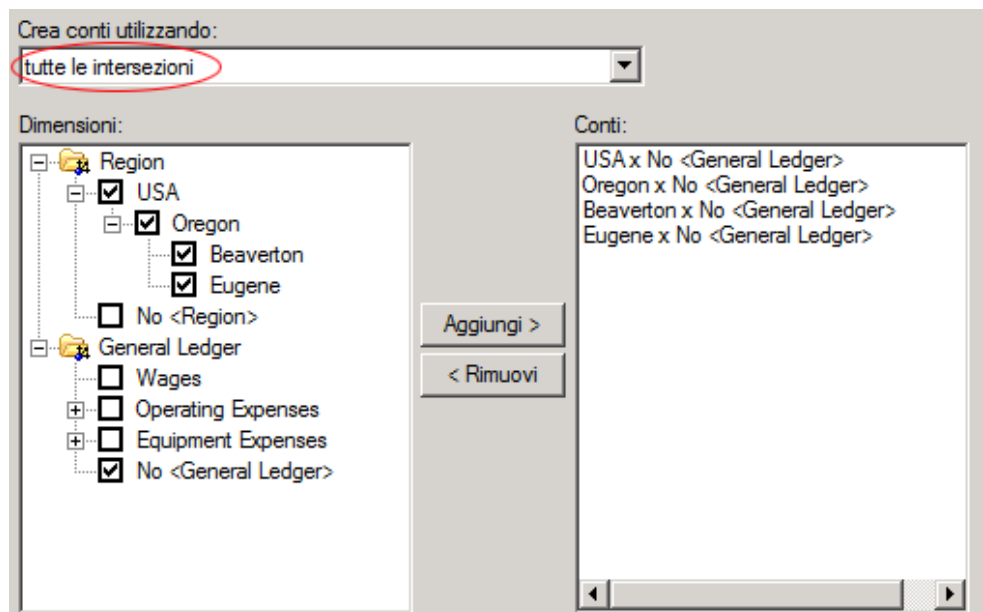 Crea conti utilizzando:
tutte le intersezioni
Dimensioni:
Region
USA
Oregon
Beaverton
Eugene
No <Region>
General Ledger
Wages
Operating Expenses
Equipment Expenses
No <General Ledger>
Aggiungi >
< Rimuovi
Conti:
USA x No <General Ledger>
Oregon x No <General Ledger>
Beaverton x No <General Ledger>
Eugene x No <General Ledger>